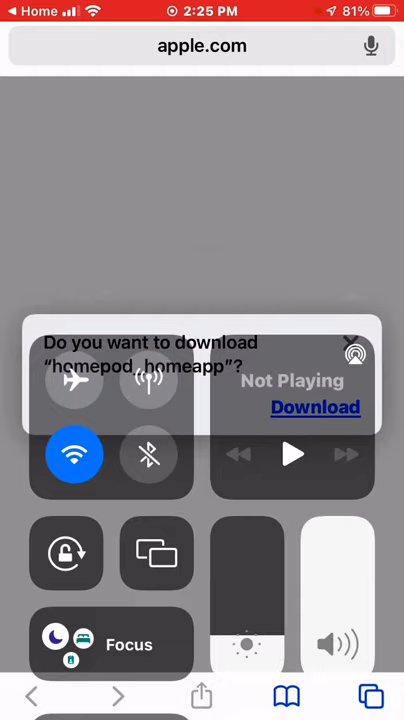 Home 2:25 PM 81%
apple.com
Do you want to download
“homepod_homeapp”?
Not Playing
Download
Focus